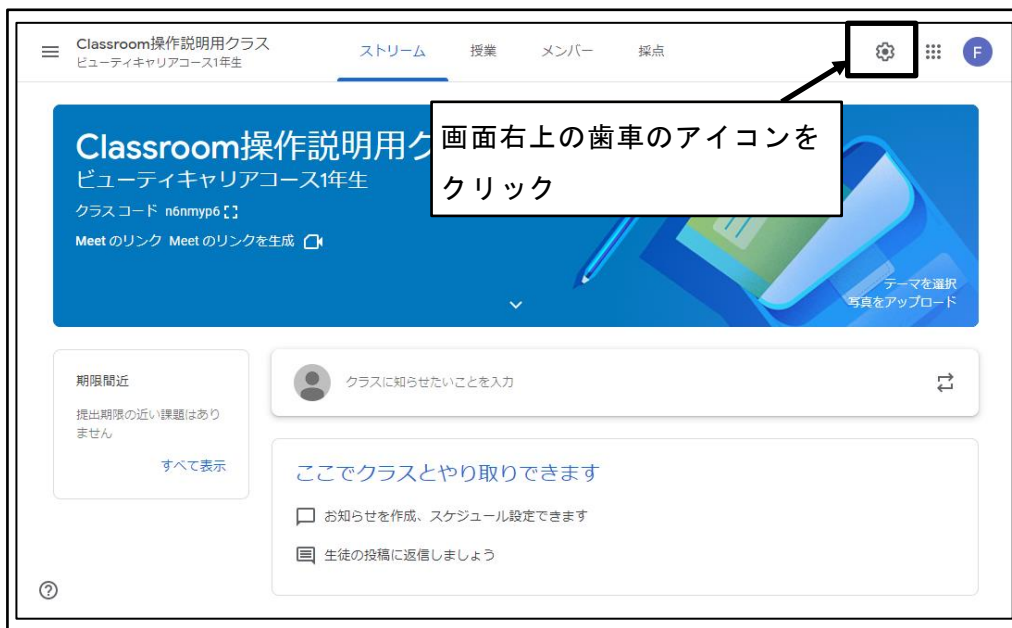 Classroom操作説明用クラス
ビューティキャリアコース1年生
ストリーム 授業 メンバー 採点
F
画面右上の歯車のアイコンを
クリック
Classroom操作説明用ク
ビューティキャリアコース1年生
クラス コード n6nmyp6
Meet のリンク Meet のリンクを生成
テーマを選択
写真をアップロード
期限間近
提出期限の近い課題はあり
ません
すべて表示
クラスに知らせたいことを入力
ここでクラスとやり取りできます
お知らせを作成、スケジュール設定できます
生徒の投稿に返信しましょう